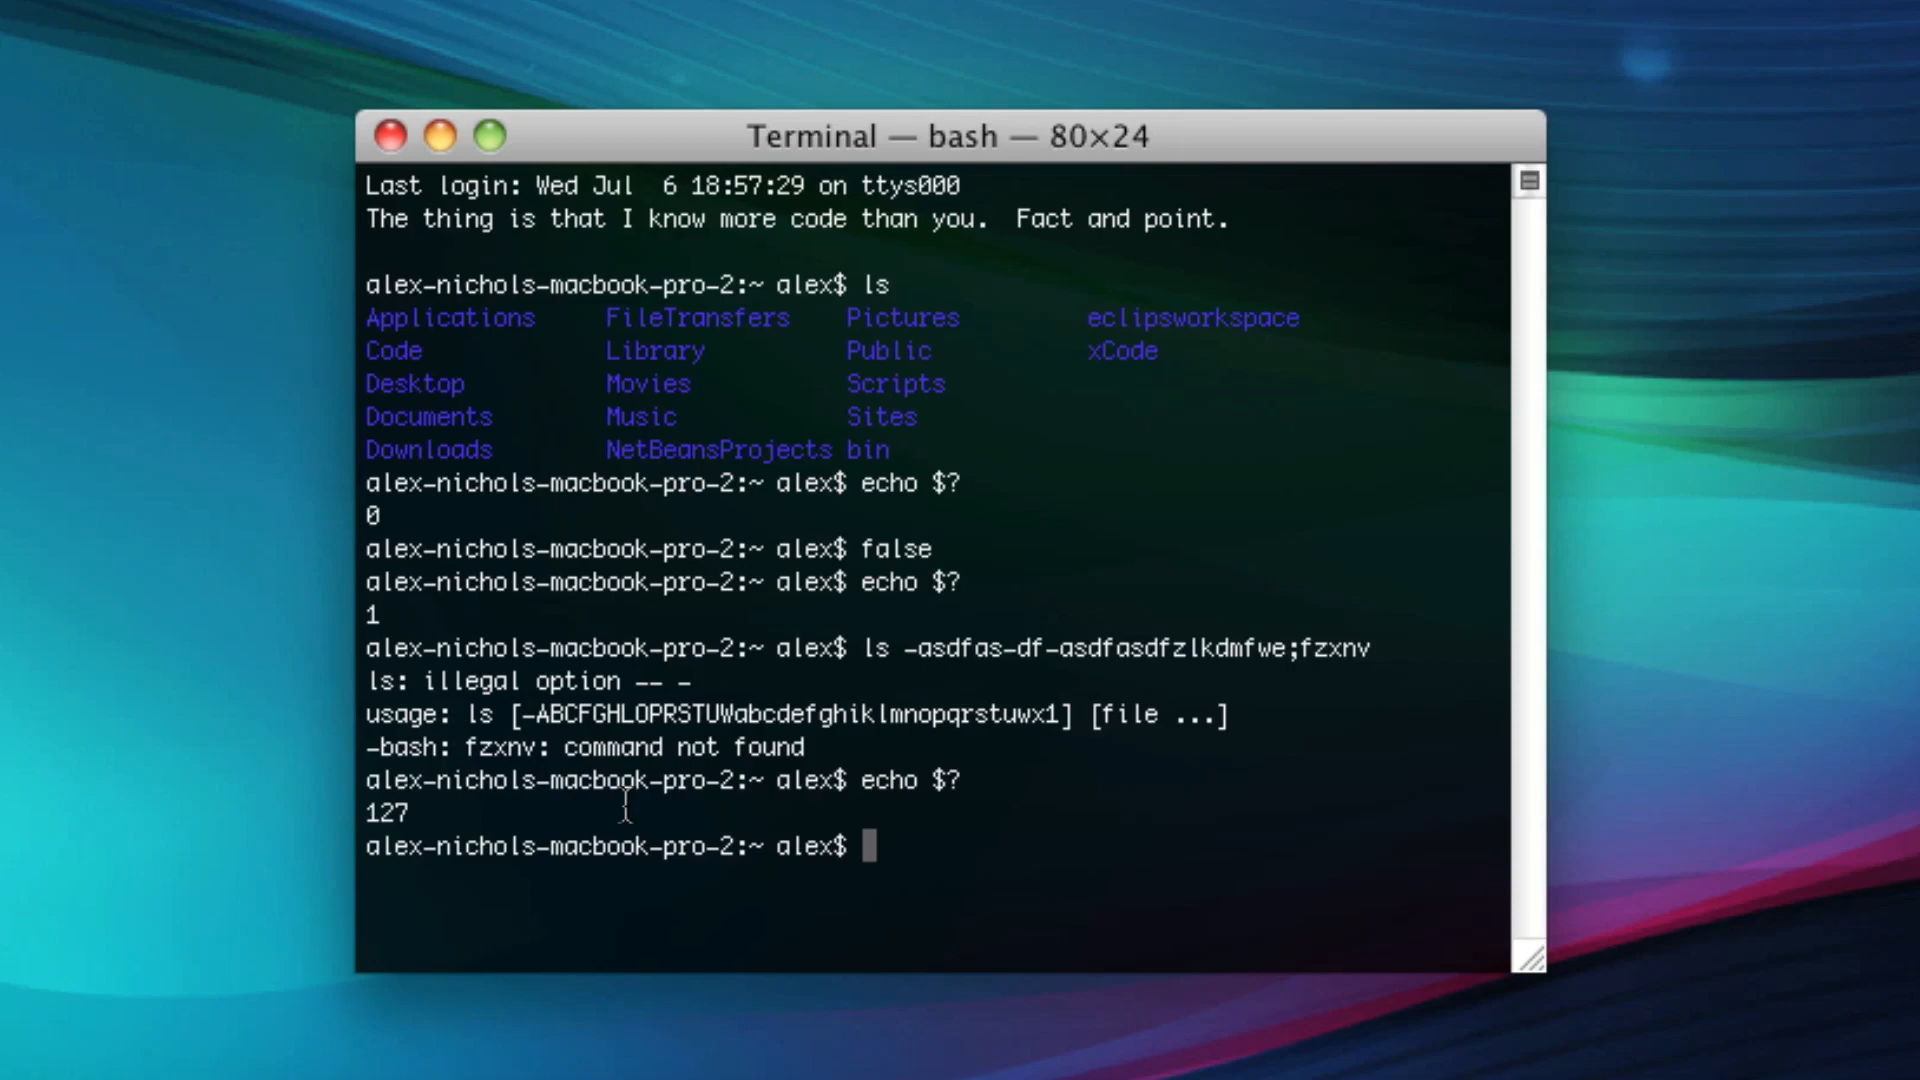 Terminal — bash — 80×24
Last login: Wed Jul  6 18:57:29 on ttys000
The thing is that I know more code than you.  Fact and point.
alex-nichols-macbook-pro-2:~ alex$ ls
Applications FileTransfers Pictures eclipsworkspace
Code Library Public xCode
Desktop Movies Scripts
Documents Music Sites
Downloads NetBeansProjects bin
alex-nichols-macbook-pro-2:~ alex$ echo $?
0
alex-nichols-macbook-pro-2:~ alex$ false
alex-nichols-macbook-pro-2:~ alex$ echo $?
1
alex-nichols-macbook-pro-2:~ alex$ ls -asdfas-df-asdfasdfzlkdmfwe;fzxnv
ls: illegal option -- -
usage: ls [-ABCFGHLOPRSTUWabcdefghiklmnopqrstuwx1] [file ...]
-bash: fzxnv: command not found
alex-nichols-macbook-pro-2:~ alex$ echo $?
127
alex-nichols-macbook-pro-2:~ alex$